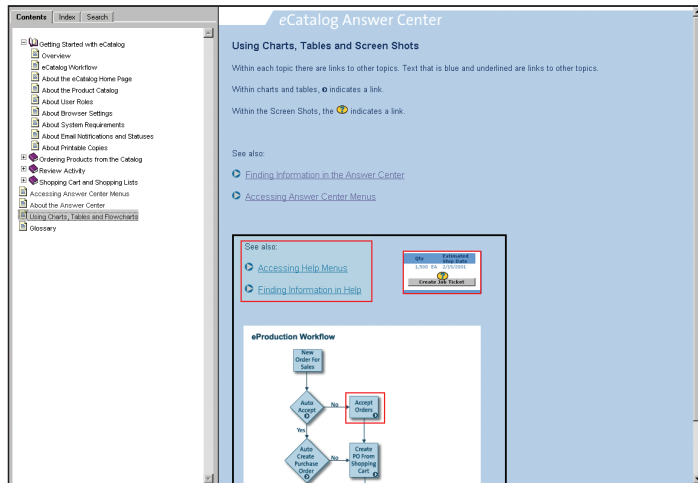 Contents Index Search
Getting Started with eCatalog
Overview
eCatalog Workflow
About the eCatalog Home Page
About the Product Catalog
About User Roles
About Browser Settings
About System Requirements
About Email Notifications and Statuses
About Printable Copies
Ordering Products from the Catalog
Review Activity
Shopping Cart and Shopping Lists
Accessing Answer Center Menus
About the Answer Center
Using Charts, Tables and Flowcharts
Glossary
eCatalog Answer Center
Using Charts, Tables and Screen Shots
Within each topic there are links to other topics. Text that is blue and underlined are links to other topics.
Within charts and tables, indicates a link.
Within the Screen Shots, the ? indicates a link.
See also:
Finding Information in the Answer Center
Accessing Answer Center Menus
See also:
Accessing Help Menus
Finding Information in Help
Qty Estimated
Ship Date
1,500 EA 2/15/2001
?
Create Job Ticket
eProduction Workflow
New
Order For
Sales
Auto
Accept
No
Accept
Orders
Yes
Auto
Create
Purchase
Order
No
Create
PO From
Shopping
Cart